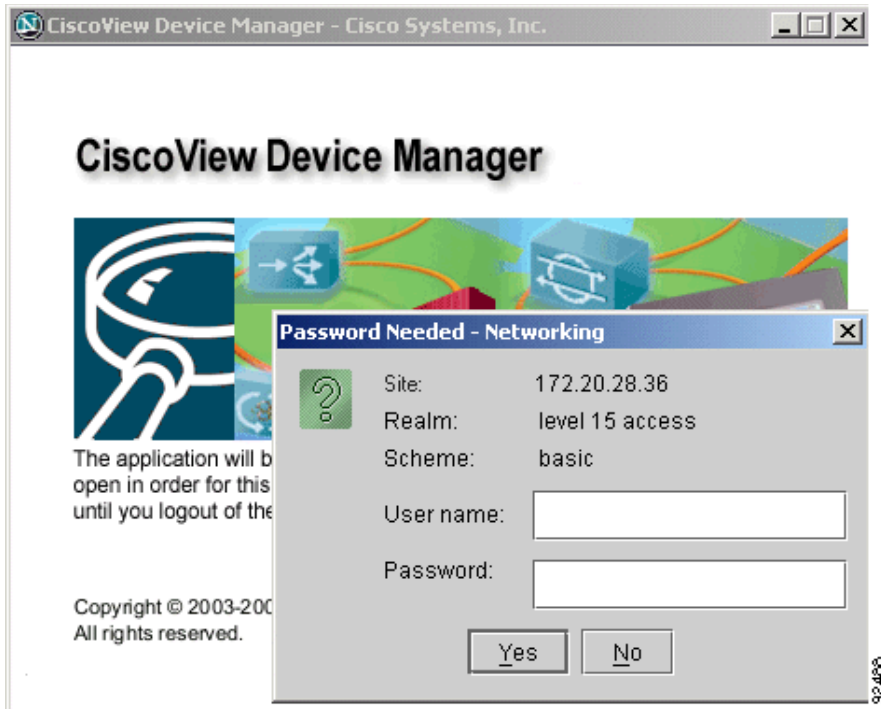 CiscoView Device Manager - Cisco Systems, Inc.
CiscoView Device Manager
Password Needed - Networking
Site: 172.20.28.36
Realm: level 15 access
Scheme: basic
User name:
Password:
Yes No
The application will b
open in order for this
until you logout of the
Copyright © 2003-200
All rights reserved.
92488